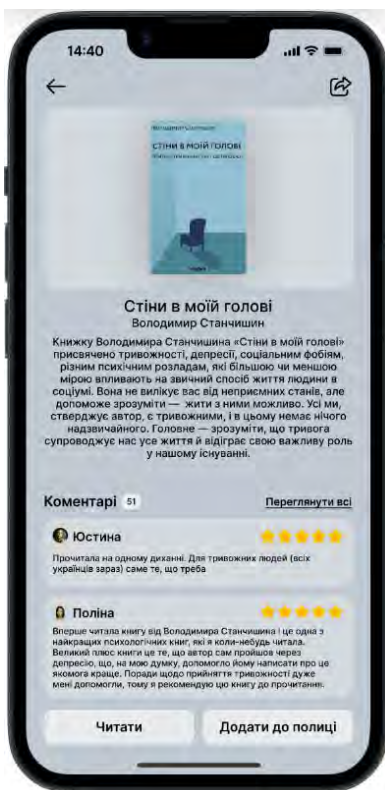 14:40
СТІНИ В МОЇЙ ГОЛОВІ
Стіни в моїй голові
Володимир Станчишин
Книжку Володимира Станчишина «Стіни в моїй голові»
присвячено тривожності, депресії, соціальним фобіям,
різним психічним розладам, які більшою чи меншою
мірою впливають на звичний спосіб життя людини в
соціумі. Вона не вилікує вас від неприємних станів, але
допоможе зрозуміти — жити з ними можливо. Усі ми,
стверджує автор, є тривожними, і в цьому немає нічого
надзвичайного. Головне — зрозуміти, що тривога
супроводжує нас усе життя й відіграє свою важливу роль
у нашому існуванні.
Коментарі 51 Переглянути всі
Юстина
Прочитала на одному диханні. Для тривожних людей (всіх
українців зараз) саме те, що треба
Поліна
Вперше читала книгу від Володимира Станчишина і це одна з
найкращих психологічних книг, які я коли-небудь читала.
Великий плюс книги це те, що автор сам пройшов через
депресію, що, на мою думку, допомогло йому написати про це
якомога краще. Поради щодо прийняття тривожності дуже
мені допомогли, тому я рекомендую цю книгу до прочитання.
Читати Додати до полиці